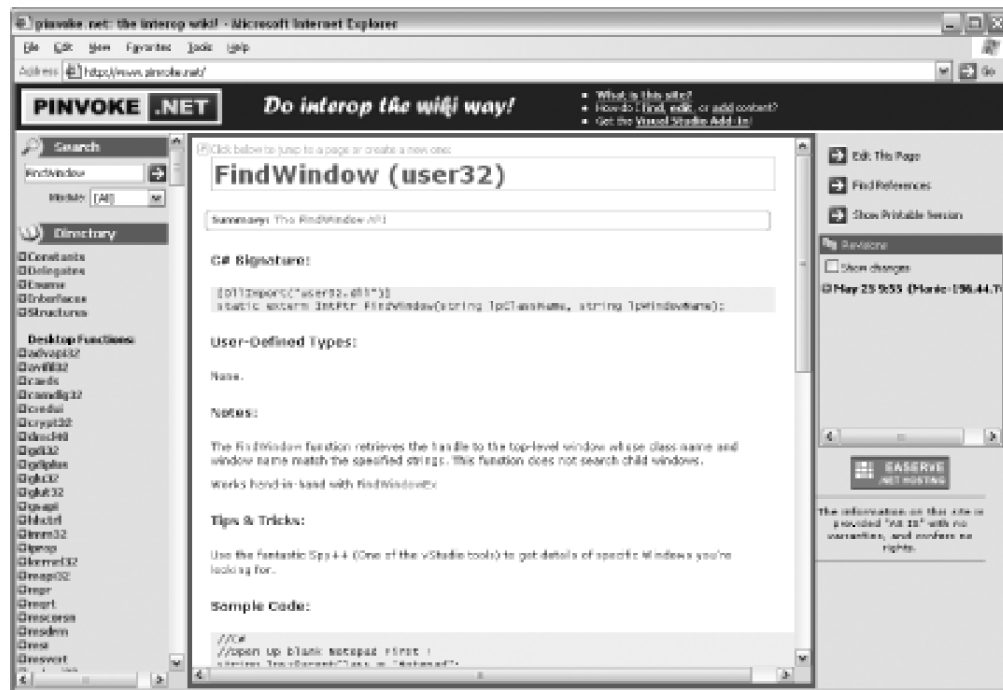 pinvoke.net: the interop wiki! - Microsoft Internet Explorer
File Edit View Favorites Tools Help
Address http://www.pinvoke.net/
Go
PINVOKE .NET
Do interop the wiki way!
What is this site?
How do I find, edit, or add content?
Get the Visual Studio Add-In!
Search
FindWindow
Module: [All]
Directory
Constants
Delegates
Enums
Interfaces
Structures
Desktop Functions:
advapi32
avifil32
cards
comdlg32
credui
crypt32
gdi32
gdiplus
glu32
glut32
gsapi
hhctrl
imm32
iprop
kernel32
mapi32
mpr
mqrt
mscorsn
msdrm
msi
msvcrt
Click below to jump to a page or create a new one:
FindWindow (user32)
Summary: The FindWindow API
C# Signature:
[DllImport("user32.dll")]
static extern IntPtr FindWindow(string lpClassName, string lpWindowName);
User-Defined Types:
None.
Notes:
The FindWindow function retrieves the handle to the top-level window whose class name and
window name match the specified strings. This function does not search child windows.
Works hand-in-hand with FindWindowEx
Tips & Tricks:
Use the fantastic Spy++ (One of the vStudio tools) to get details of specific Windows you're
looking for.
Sample Code:
//C#
//Open up blank Notepad First !
Edit This Page
Find References
Show Printable Version
Revisions
Show changes
EASERVE
.NET HOSTING
The information on this site is
provided "AS IS" with no
warranties, and confers no
rights.